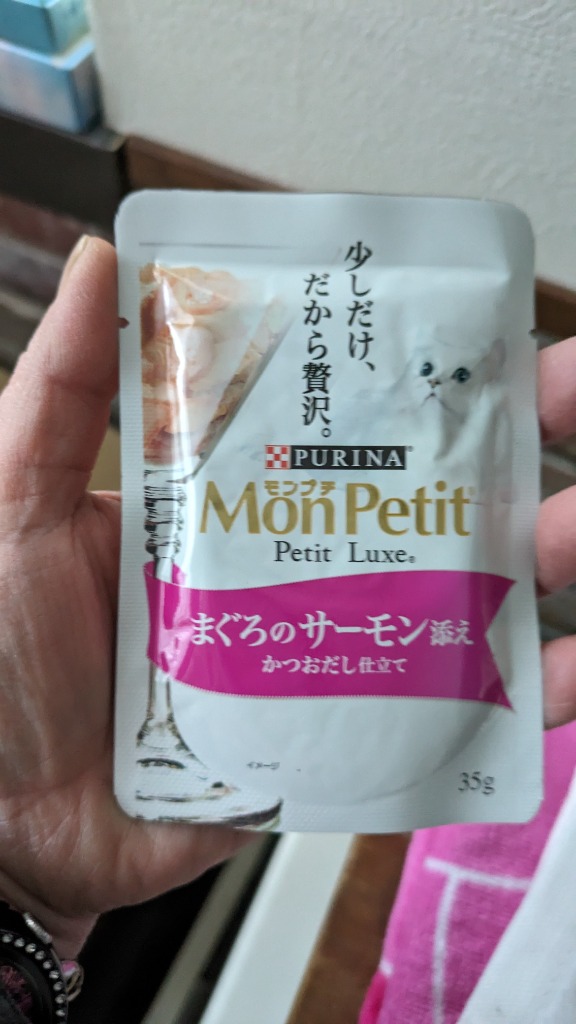 少しだけ、
だから贅沢。
PURINA
モンプチ
MonPetit
Petit Luxe
まぐろのサーモン添え
かつおだし仕立て
イメージ
35g